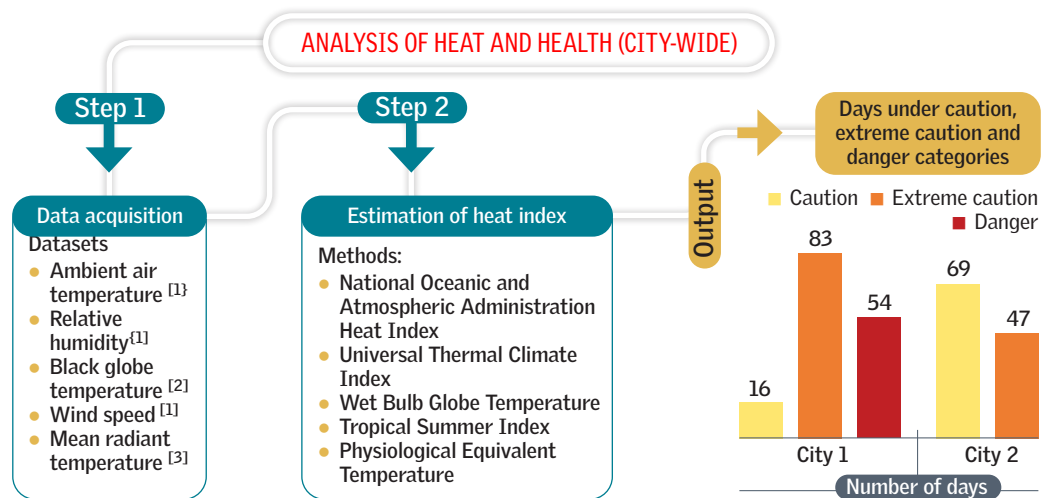 ANALYSIS OF HEAT AND HEALTH (CITY-WIDE)
Step 1
Data acquisition
Datasets
● Ambient air
temperature [1}
● Relative
humidity{1]
● Black globe
temperature [2]
● Wind speed [1]
● Mean radiant
temperature [3]
Step 2
Estimation of heat index
Methods:
● National Oceanic and
Atmospheric Administration
Heat Index
● Universal Thermal Climate
Index
● Wet Bulb Globe Temperature
● Tropical Summer Index
● Physiological Equivalent
Temperature
Output
Days under caution,
extreme caution and
danger categories
Caution Extreme caution
Danger
16 83 54 69 47
City 1 City 2
Number of days